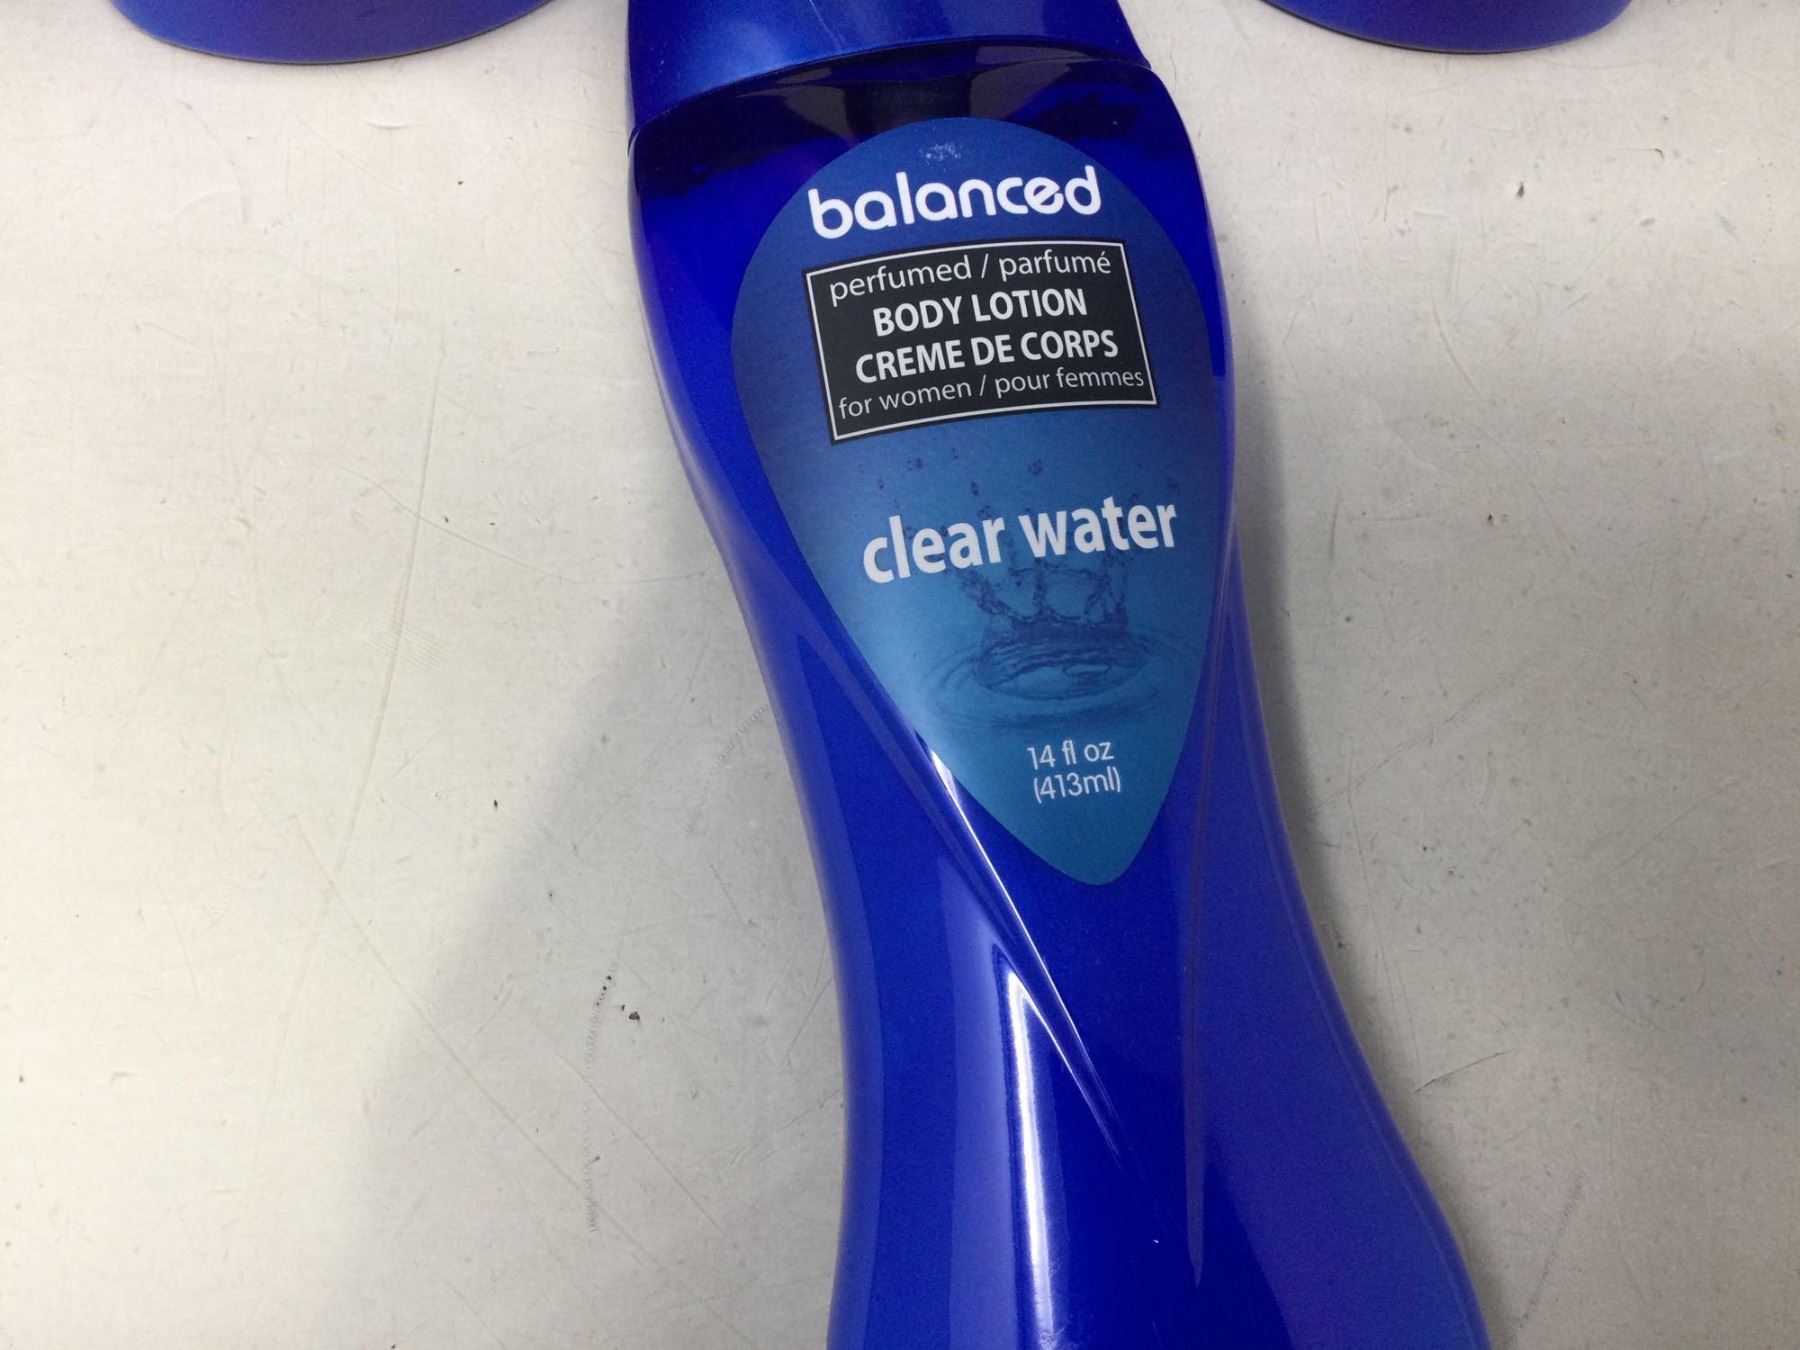 balanced
perfumed / parfumé
BODY LOTION
CREME DE CORPS
for women / pour femmes
clear water
14 fl oz
(413ml)